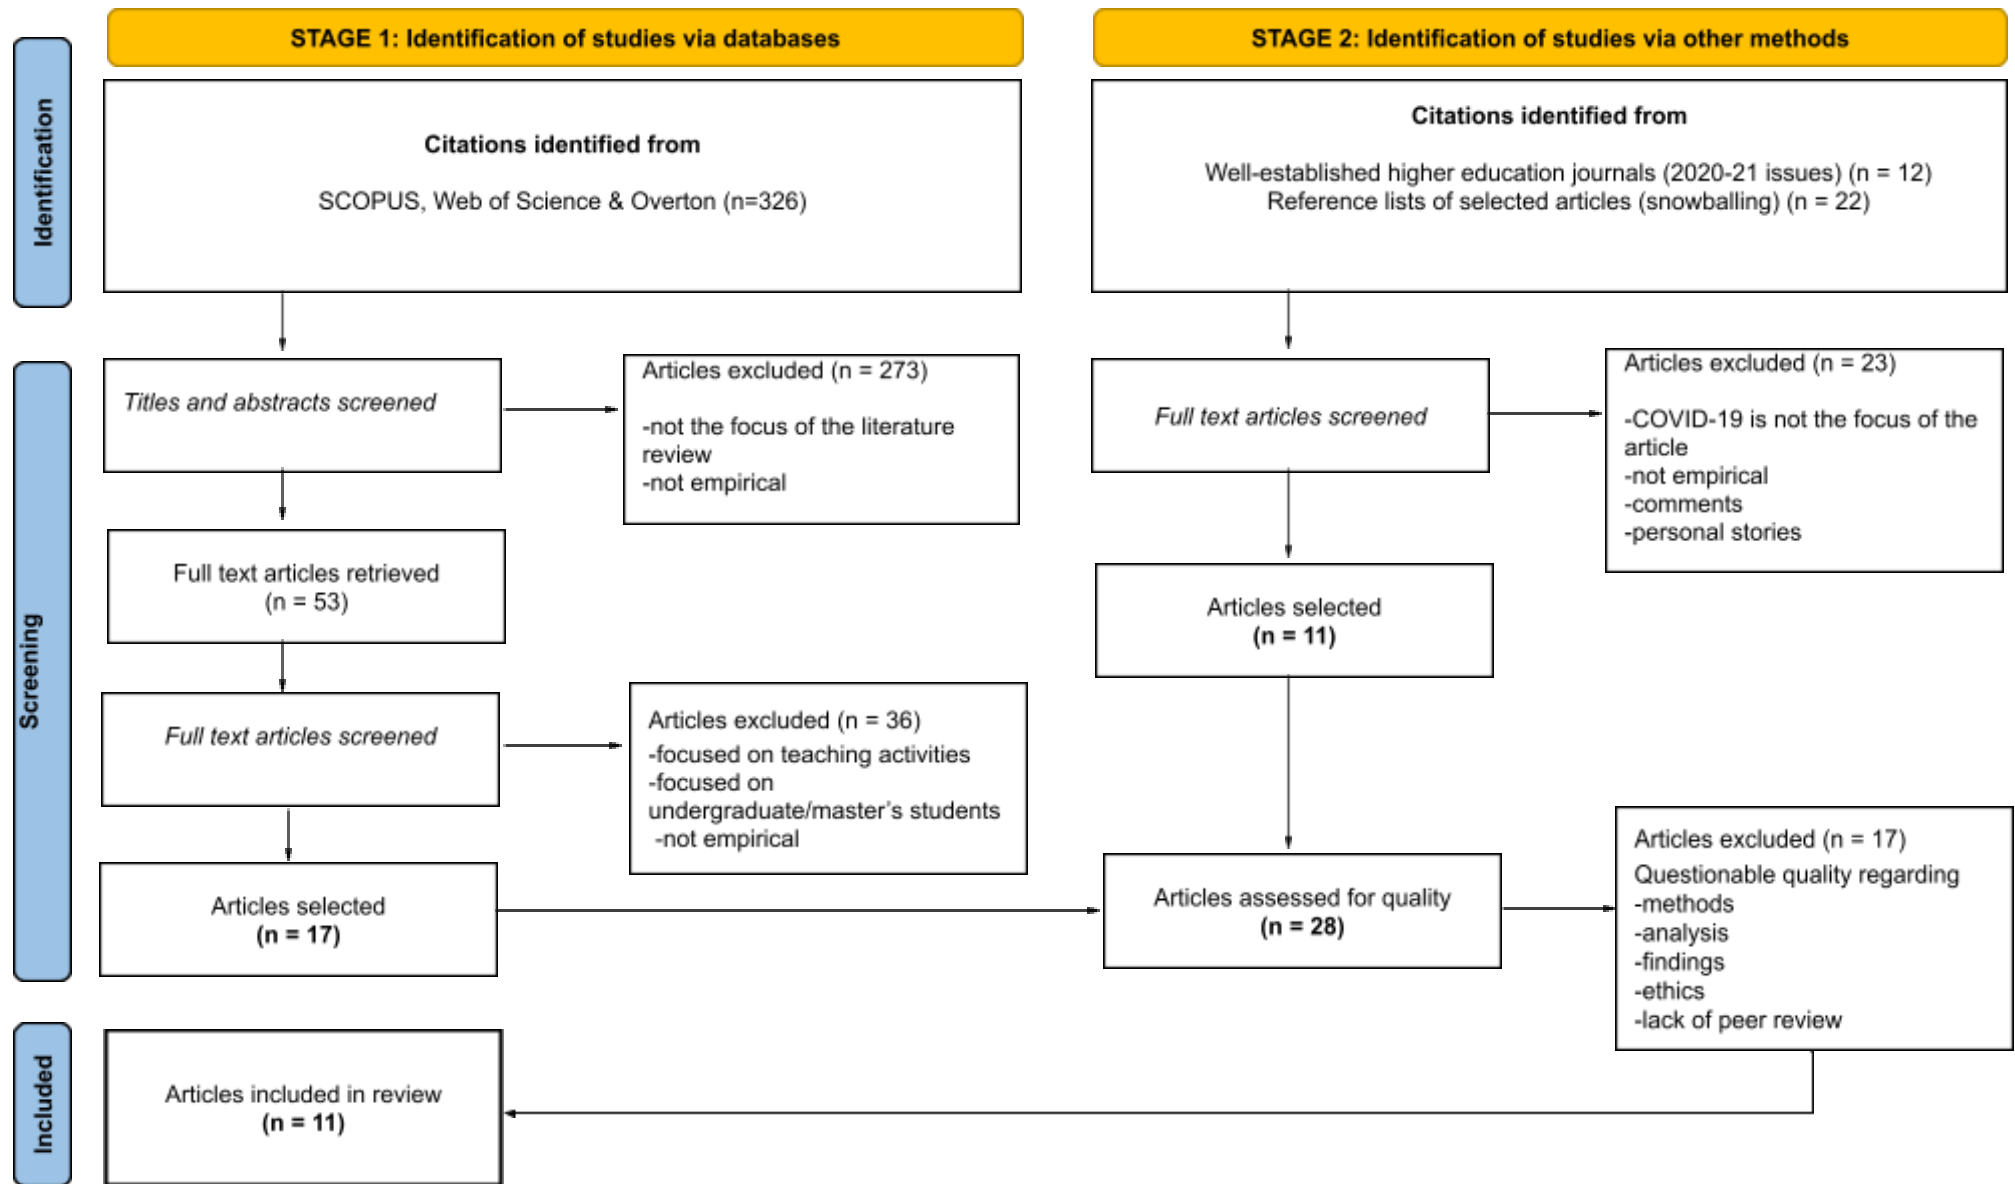 STAGE 1: Identification of studies via databases
STAGE 2: Identification of studies via other methods
Identification
Citations identified from
SCOPUS, Web of Science & Overton (n=326)
Citations identified from
Well-established higher education journals (2020-21 issues) (n = 12)
Reference lists of selected articles (snowballing) (n = 22)
Screening
Titles and abstracts screened
Articles excluded (n = 273)
-not the focus of the literature
review
-not empirical
Full text articles screened
Articles excluded (n = 23)
-COVID-19 is not the focus of the
article
-not empirical
-comments
-personal stories
Full text articles retrieved
(n = 53)
Articles selected
(n = 11)
Full text articles screened
Articles excluded (n = 36)
-focused on teaching activities
-focused on
undergraduate/master's students
-not empirical
Articles selected
(n = 17)
Articles assessed for quality
(n = 28)
Articles excluded (n = 17)
Questionable quality regarding
-methods
-analysis
-findings
-ethics
-lack of peer review
Included
Articles included in review
(n = 11)